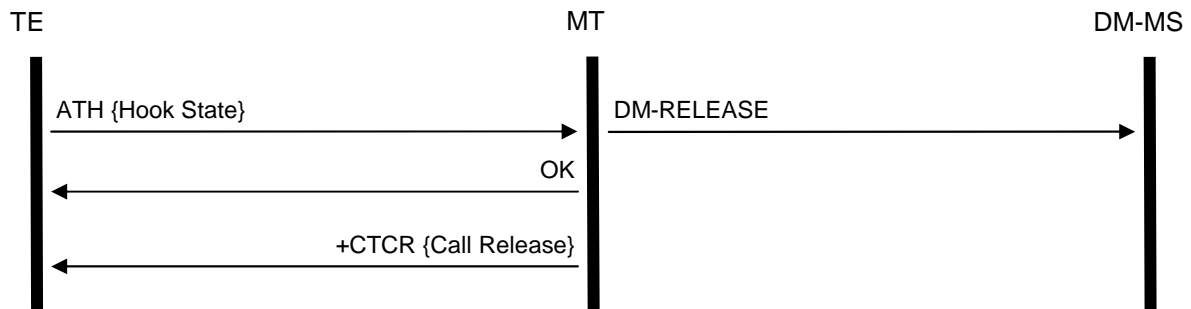 TE MT DM-MS
ATH {Hook State} DM-RELEASE
OK
+CTCR {Call Release}